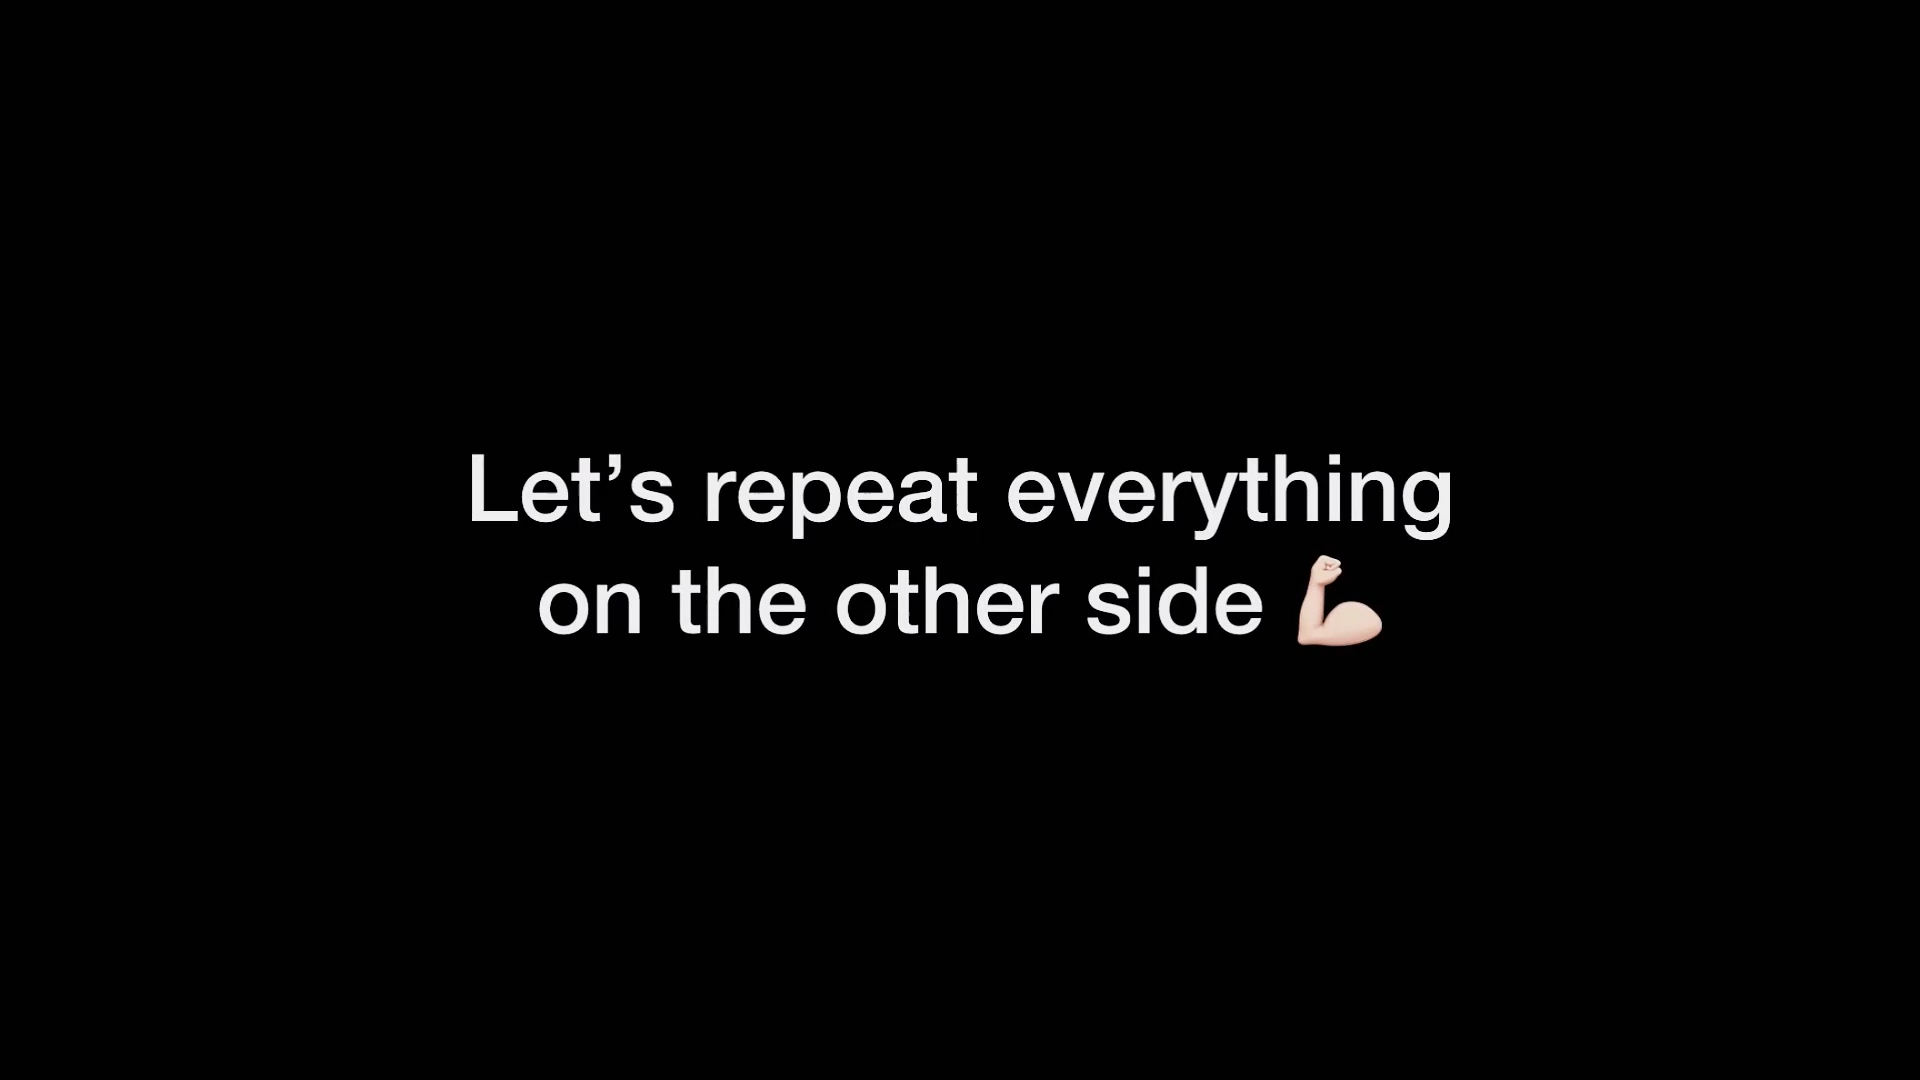 Let’s repeat everything
on the other side 💪🏻